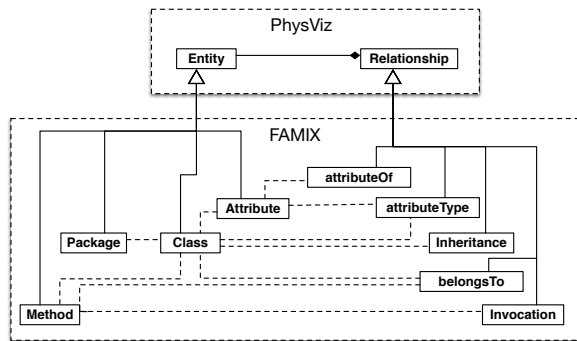 PhysViz
Entity
Relationship
FAMIX
attributeOf
Attribute
attributeType
Package
Class
Inheritance
belongsTo
Method
Invocation